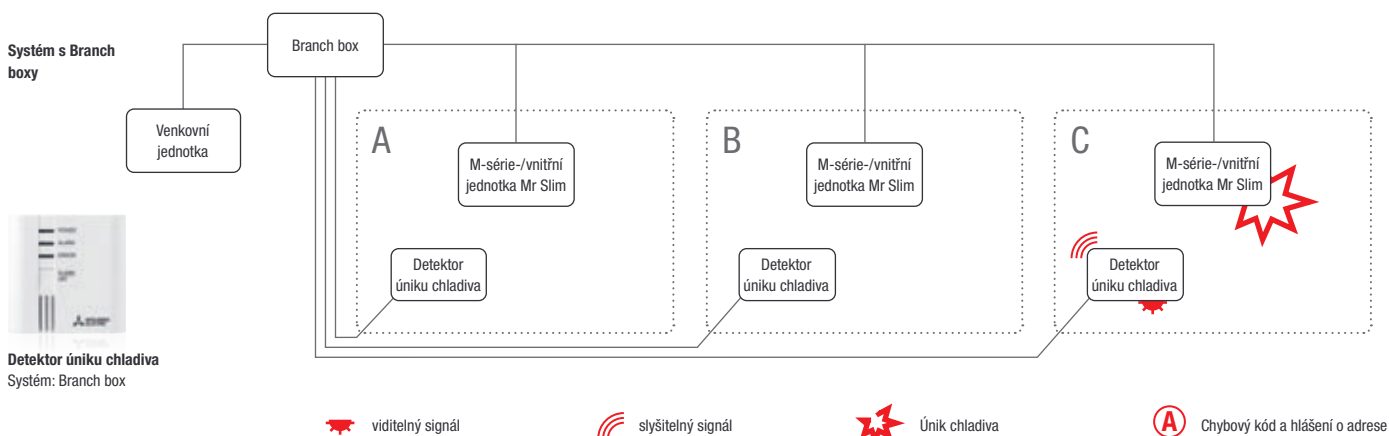 Systém s Branch
boxy
Branch box
Venkovní
jednotka
A
M-série-/vnitřní
jednotka Mr Slim
Detektor
úniku chladiva
B
M-série-/vnitřní
jednotka Mr Slim
Detektor
úniku chladiva
C
M-série-/vnitřní
jednotka Mr Slim
Detektor
úniku chladiva
Detektor úniku chladiva
Systém: Branch box
viditelný signál
slyšitelný signál
Únik chladiva
A Chybový kód a hlášení o adrese